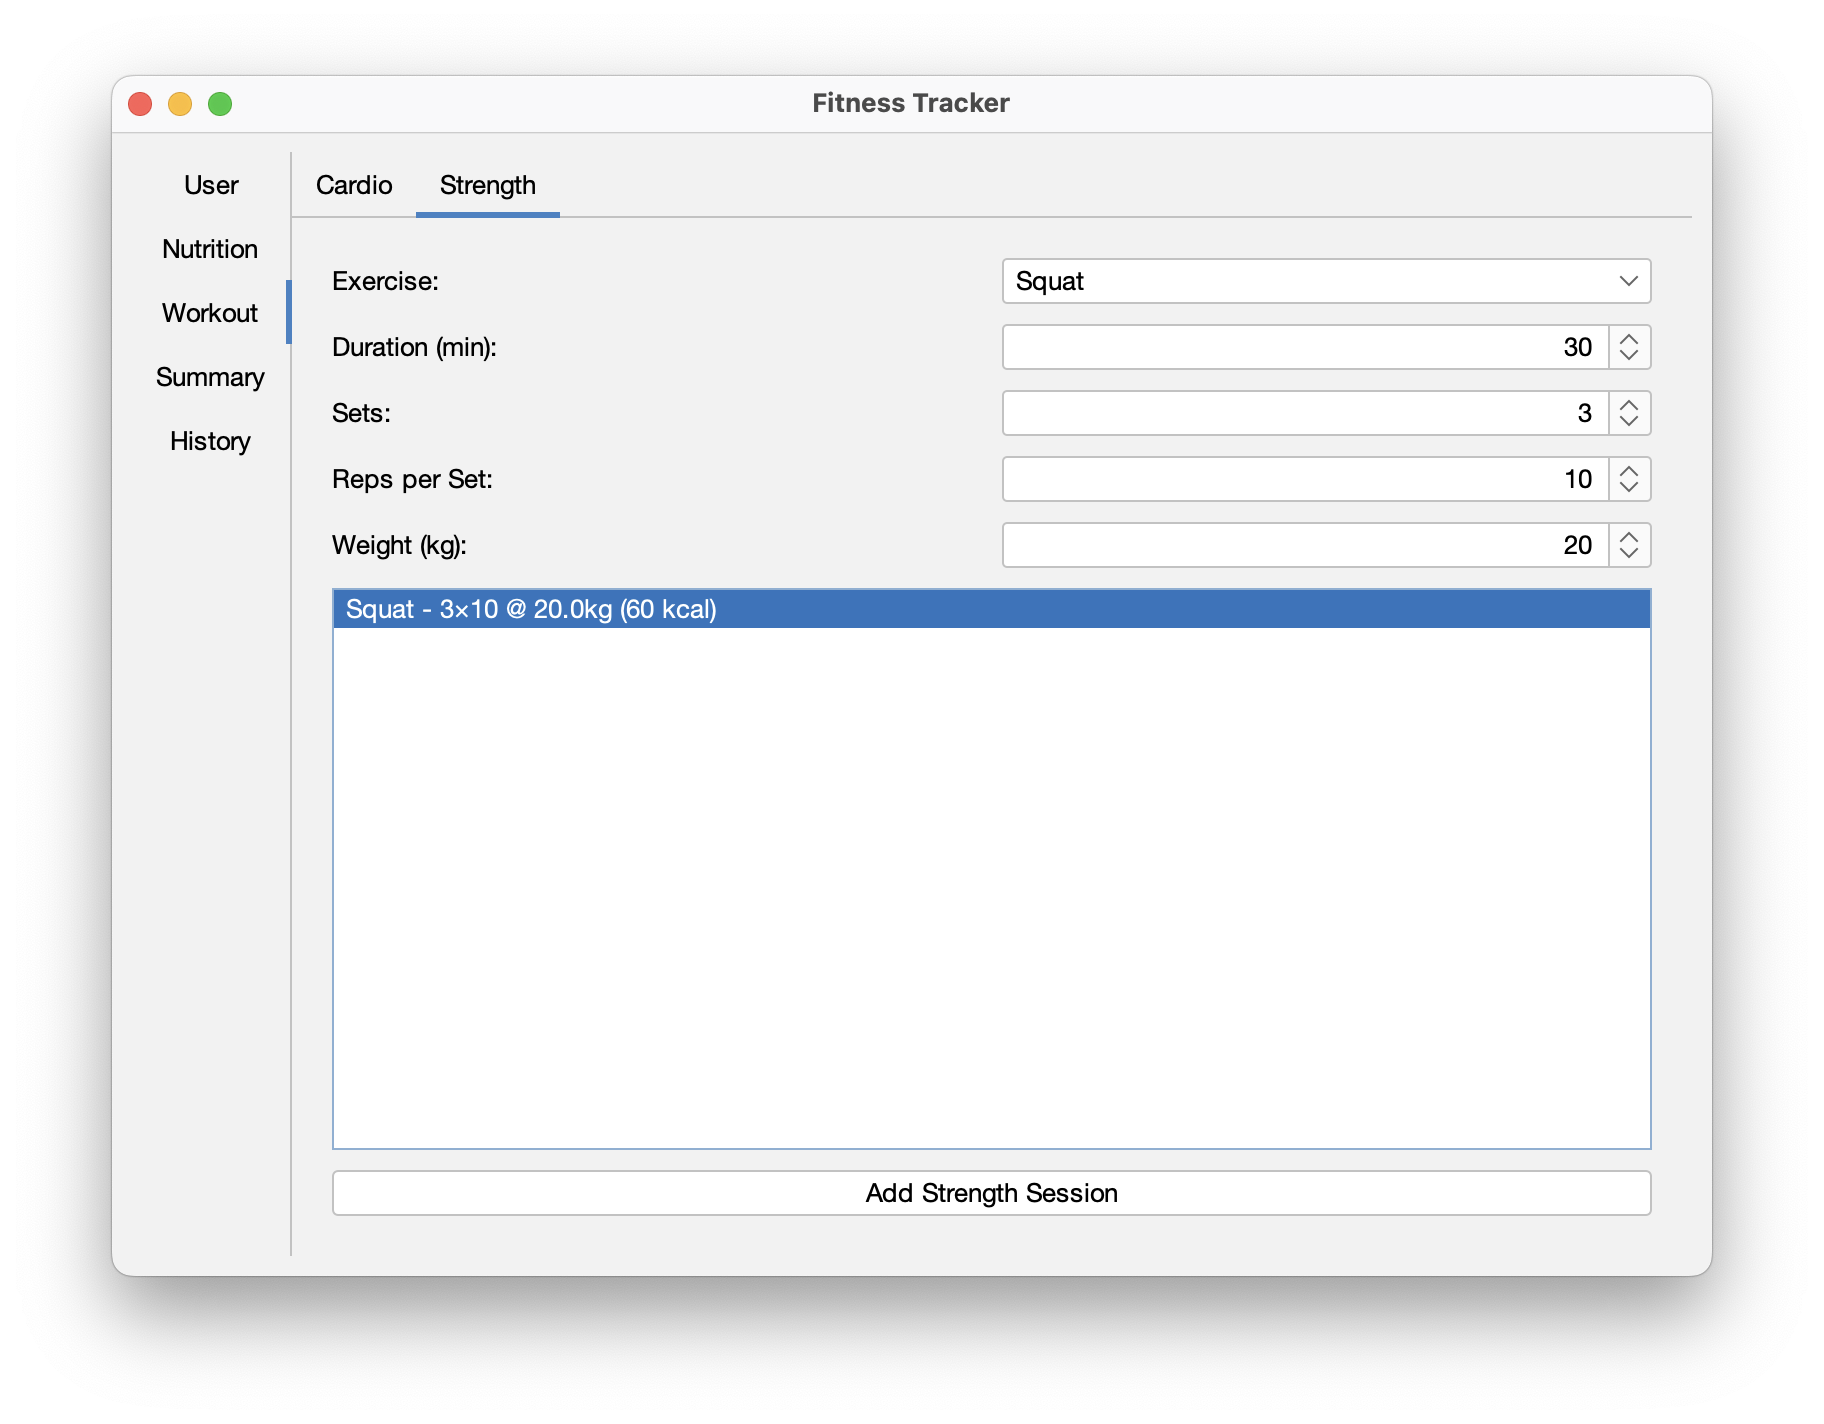 Fitness Tracker
User
Nutrition
Workout
Summary
History
Cardio Strength
Exercise: Squat
Duration (min): 30
Sets: 3
Reps per Set: 10
Weight (kg): 20
Squat - 3×10 @ 20.0kg (60 kcal)
Add Strength Session